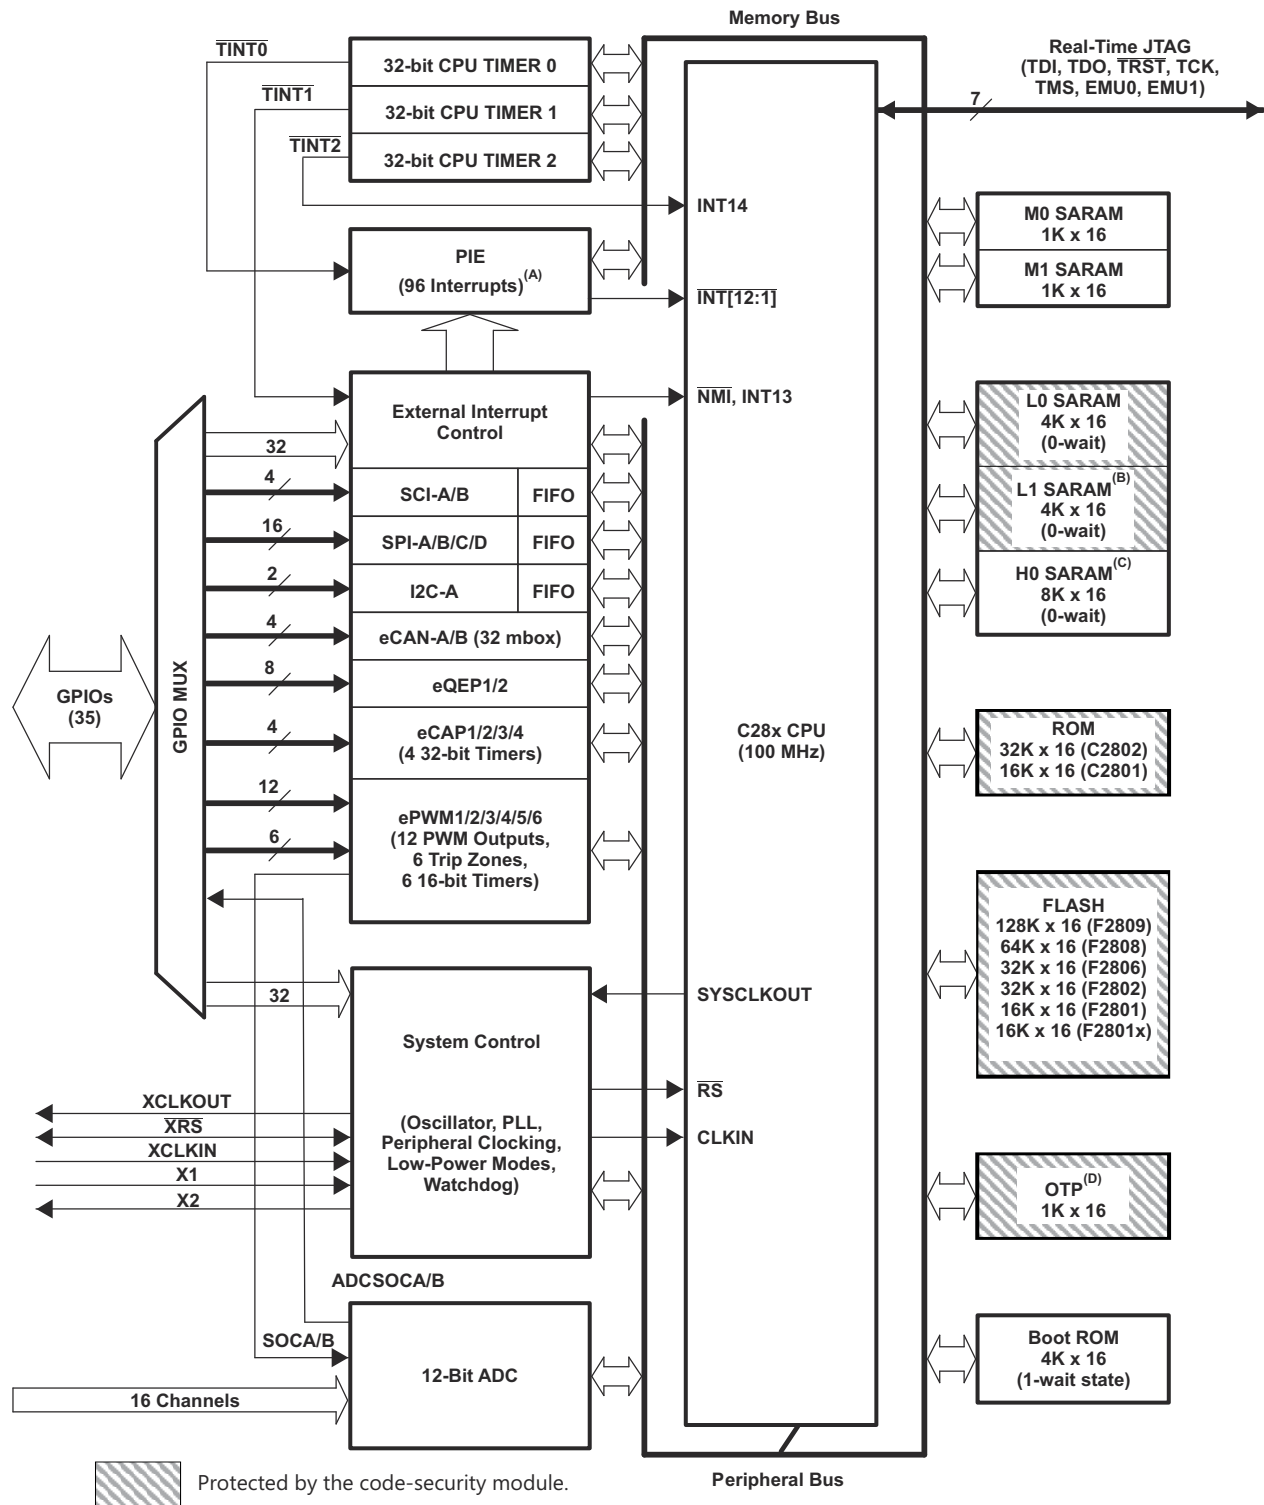 Memory Bus
TINT0
32-bit CPU TIMER 0
Real-Time JTAG
(TDI, TDO, TRST, TCK,
TMS, EMU0, EMU1)
7
TINT1
32-bit CPU TIMER 1
TINT2
32-bit CPU TIMER 2
INT14
M0 SARAM
1K x 16
M1 SARAM
1K x 16
PIE
(96 Interrupts)(A)
INT[12:1]
External Interrupt
Control
NMI, INT13
32
L0 SARAM
4K x 16
(0-wait)
L1 SARAM(B)
4K x 16
(0-wait)
H0 SARAM(C)
8K x 16
(0-wait)
4
SCI-A/B
FIFO
16
SPI-A/B/C/D
FIFO
2
I2C-A
FIFO
4
eCAN-A/B (32 mbox)
8
eQEP1/2
GPIOs
(35)
GPIO MUX
4
eCAP1/2/3/4
(4 32-bit Timers)
C28x CPU
(100 MHz)
ROM
32K x 16 (C2802)
16K x 16 (C2801)
12
6
ePWM1/2/3/4/5/6
(12 PWM Outputs,
6 Trip Zones,
6 16-bit Timers)
FLASH
128K x 16 (F2809)
64K x 16 (F2808)
32K x 16 (F2806)
32K x 16 (F2802)
16K x 16 (F2801)
16K x 16 (F2801x)
32
SYSCLKOUT
System Control
(Oscillator, PLL,
Peripheral Clocking,
Low-Power Modes,
Watchdog)
RS
CLKIN
XCLKOUT
XRS
XCLKIN
X1
X2
OTP(D)
1K x 16
ADCSOCA/B
SOCA/B
12-Bit ADC
16 Channels
Boot ROM
4K x 16
(1-wait state)
Peripheral Bus
Protected by the code-security module.